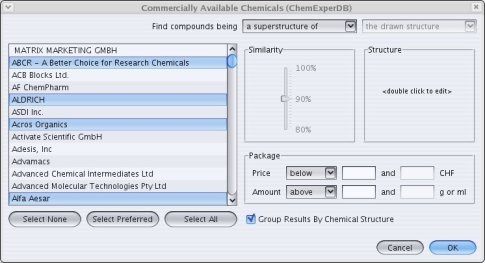 Commercially Available Chemicals (ChemExperDB)
Find compounds being a superstructure of the drawn structure
MATRIX MARKETING GMBH
ABCR - A Better Choice for Research Chemicals
ACB Blocks Ltd.
AF ChemPharm
ALDRICH
ASDI Inc.
Acros Organics
Activate Scientific GmbH
Adesis, Inc
Advamacs
Advanced Chemical Intermediates Ltd
Advanced Molecular Technologies Pty Ltd
Alfa Aesar
Select None Select Preferred Select All
Similarity
100%
90%
80%
Structure
<double click to edit>
Package
Price below and CHF
Amount above and g or ml
Group Results By Chemical Structure
Cancel OK